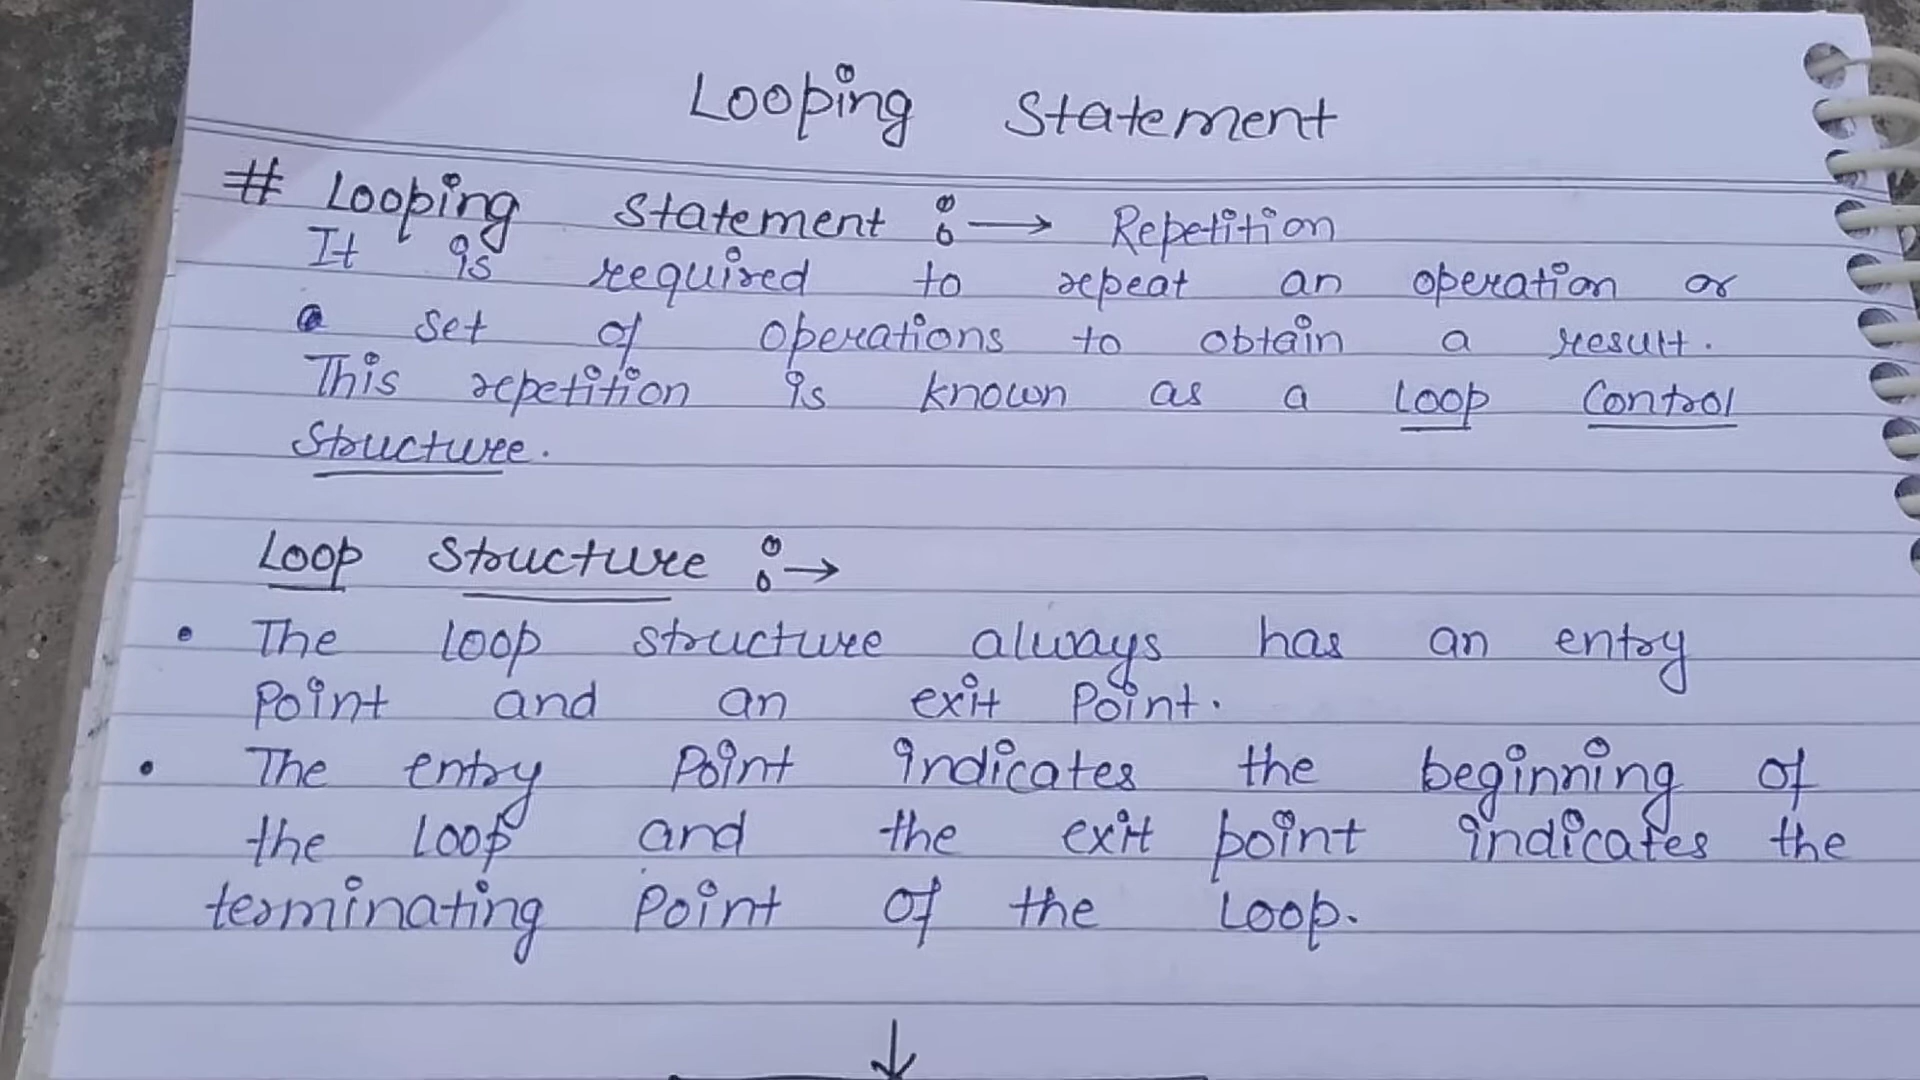 Looping Statement
# Looping Statement :→ Repetition
It is required to repeat an operation or
a set of operations to obtain a result.
This repetition is known as a Loop Control
Structure.
Loop Structure :→
• The loop structure always has an entry
Point and an exit Point.
• The entry Point indicates the beginning of
the loop and the exit point indicates the
terminating Point of the Loop.